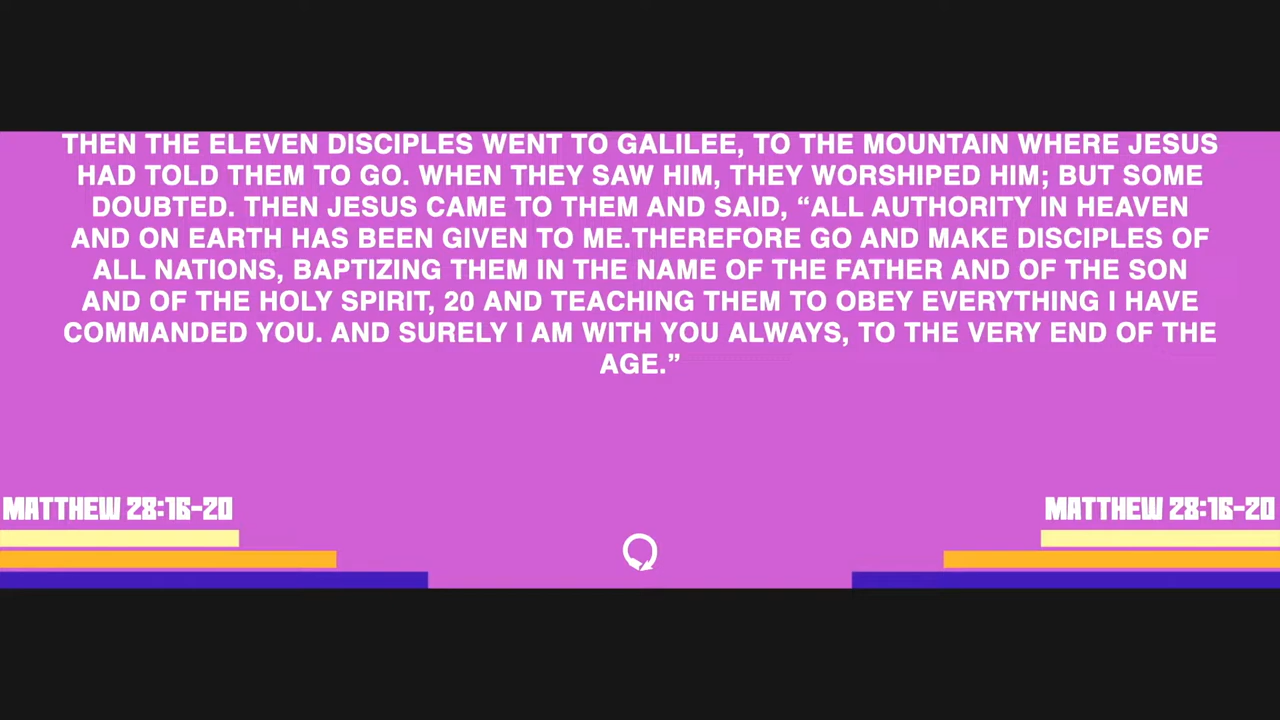 THEN THE ELEVEN DISCIPLES WENT TO GALILEE, TO THE MOUNTAIN WHERE JESUS
HAD TOLD THEM TO GO. WHEN THEY SAW HIM, THEY WORSHIPED HIM; BUT SOME
DOUBTED. THEN JESUS CAME TO THEM AND SAID, “ALL AUTHORITY IN HEAVEN
AND ON EARTH HAS BEEN GIVEN TO ME.THEREFORE GO AND MAKE DISCIPLES OF
ALL NATIONS, BAPTIZING THEM IN THE NAME OF THE FATHER AND OF THE SON
AND OF THE HOLY SPIRIT, 20 AND TEACHING THEM TO OBEY EVERYTHING I HAVE
COMMANDED YOU. AND SURELY I AM WITH YOU ALWAYS, TO THE VERY END OF THE
AGE.”
MATTHEW 28:16-20
MATTHEW 28:16-20